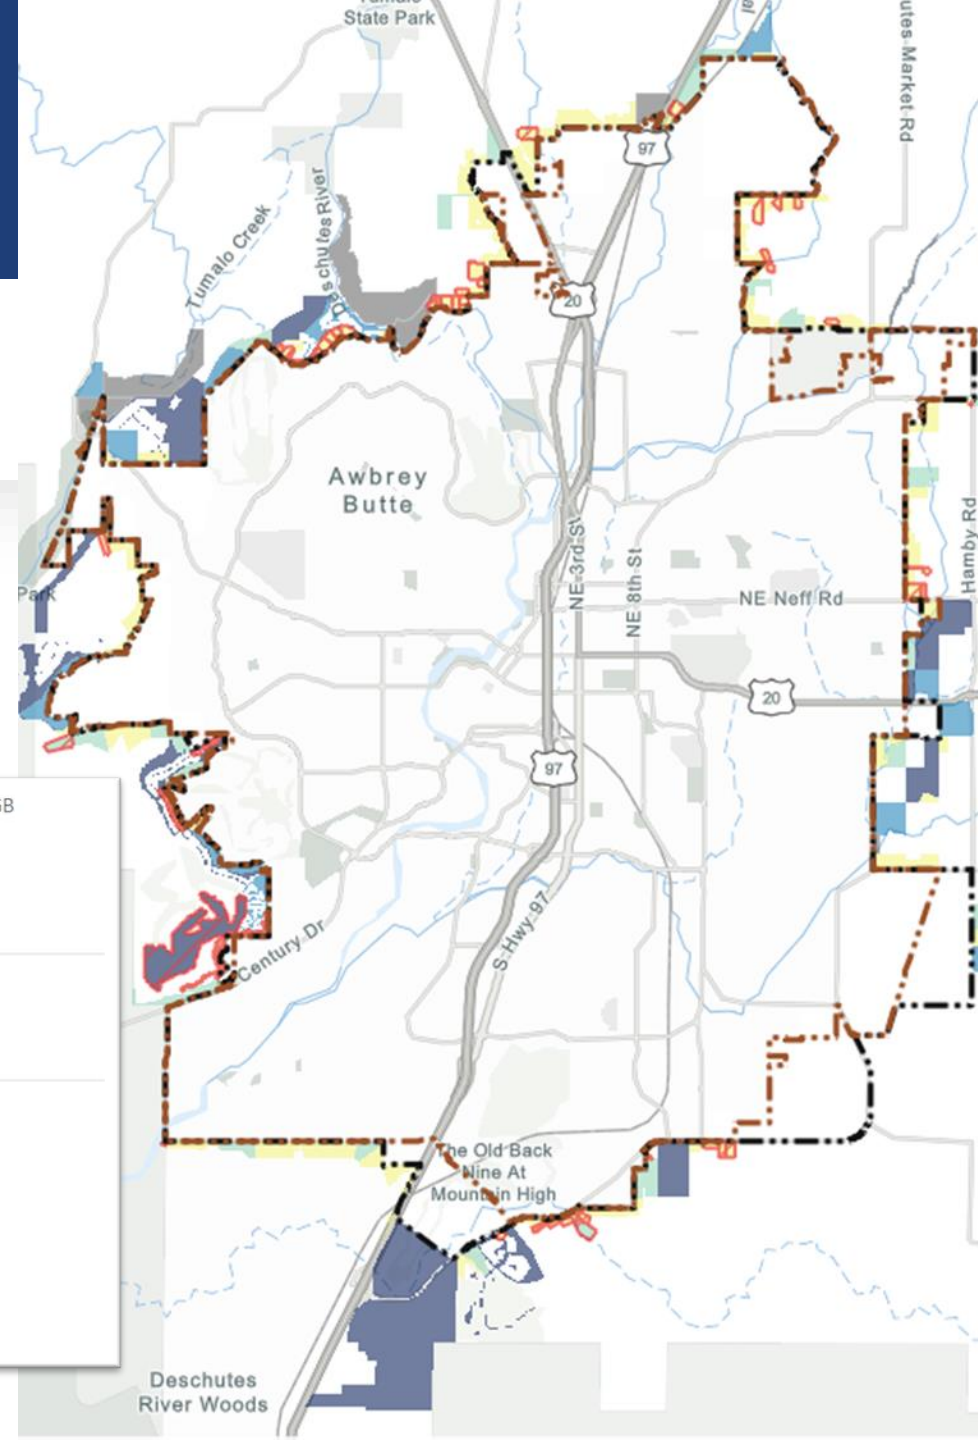 State Park
utes Market Rd
97
Deschutes River
Tumalo Creek
20
Awbrey
Butte
NE 3rd St
NE 8th St
Hamby Rd
NE Neff Rd
Park
20
97
GB
S Hwy 97
Century Dr
The Old Back
Nine At
Mountain High
Deschutes
River Woods